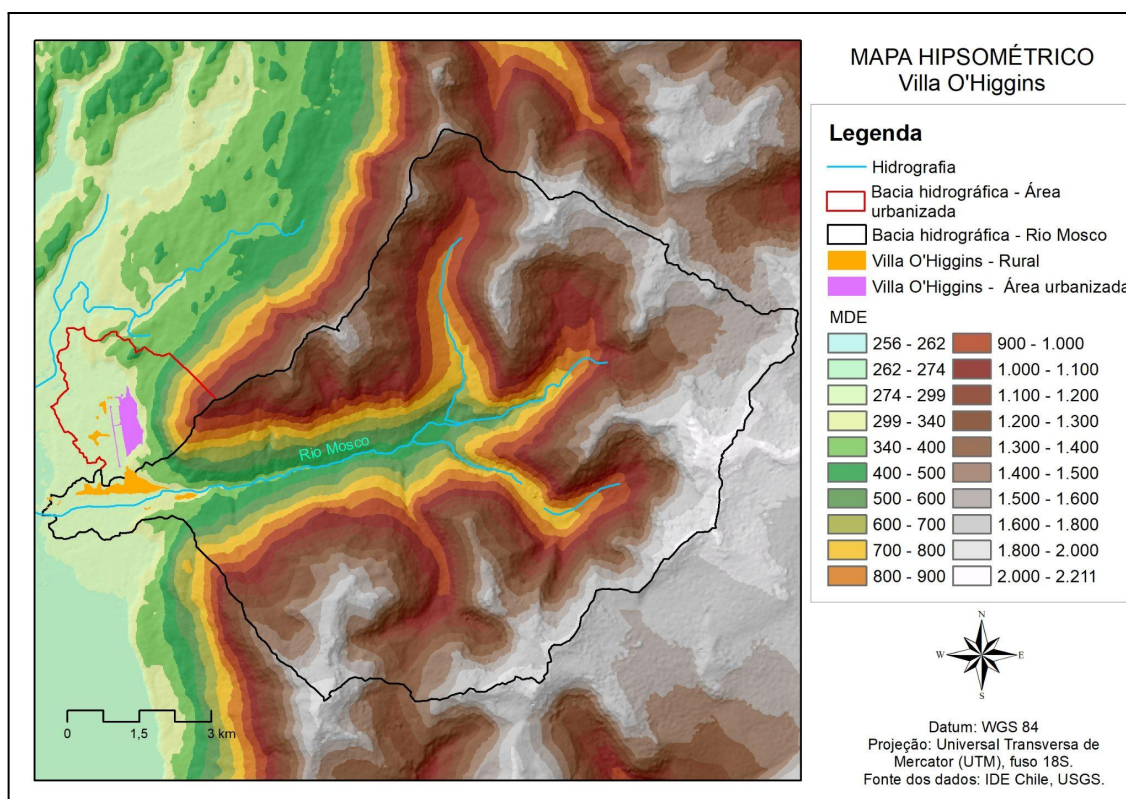 MAPA HIPSOMÉTRICO
Villa O'Higgins
Legenda
Hidrografia
Bacia hidrográfica - Área
urbanizada
Bacia hidrográfica - Rio Mosco
Villa O'Higgins - Rural
Villa O'Higgins - Área urbanizada
MDE
256 - 262
262 - 274
274 - 299
299 - 340
340 - 400
400 - 500
500 - 600
600 - 700
700 - 800
800 - 900
900 - 1.000
1.000 - 1.100
1.100 - 1.200
1.200 - 1.300
1.300 - 1.400
1.400 - 1.500
1.500 - 1.600
1.600 - 1.800
1.800 - 2.000
2.000 - 2.211
Rio Mosco
0 1,5 3 km
N
W E
S
Datum: WGS 84
Projeção: Universal Transversa de
Mercator (UTM), fuso 18S.
Fonte dos dados: IDE Chile, USGS.